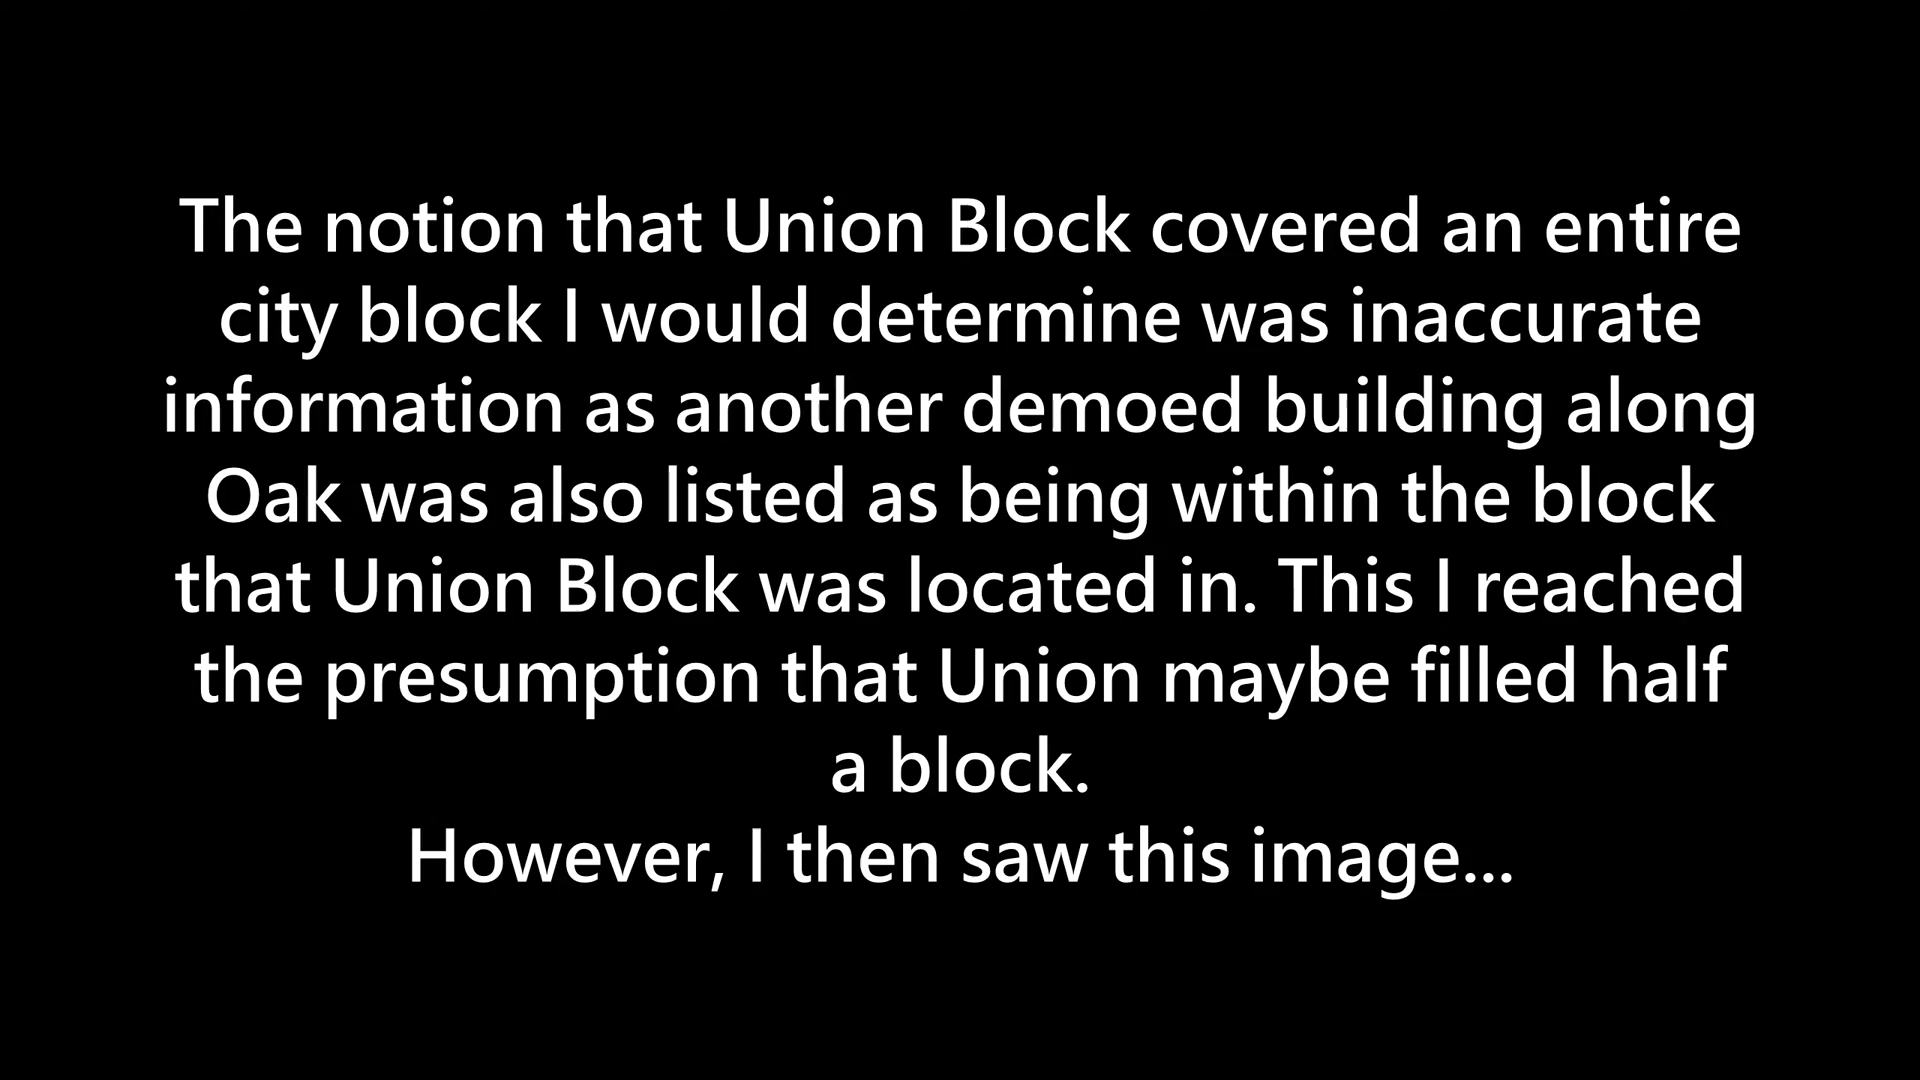 The notion that Union Block covered an entire
city block I would determine was inaccurate
information as another demoed building along
Oak was also listed as being within the block
that Union Block was located in. This I reached
the presumption that Union maybe filled half
a block.
However, I then saw this image...